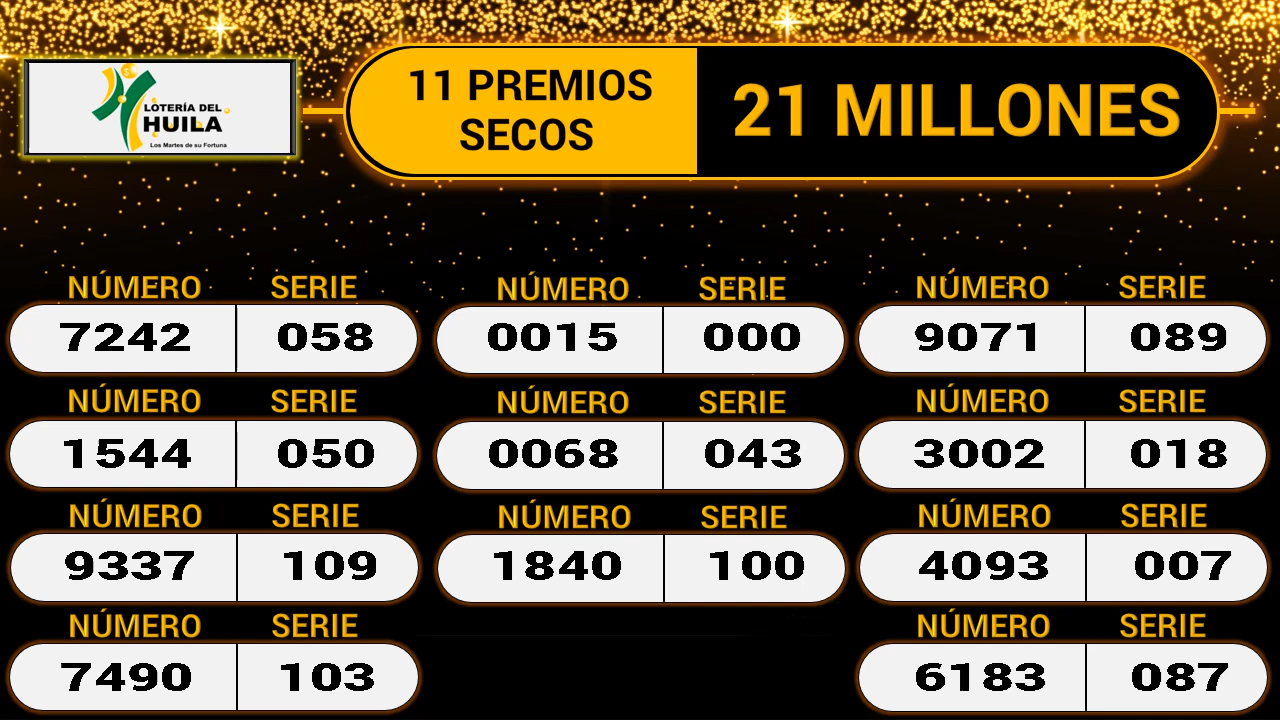 LOTERÍA DEL
HUILA
Los Martes de su Fortuna
11 PREMIOS
SECOS
21 MILLONES
NÚMERO SERIE NÚMERO SERIE NÚMERO SERIE
7242 058 0015 000 9071 089
NÚMERO SERIE NÚMERO SERIE NÚMERO SERIE
1544 050 0068 043 3002 018
NÚMERO SERIE NÚMERO SERIE NÚMERO SERIE
9337 109 1840 100 4093 007
NÚMERO SERIE NÚMERO SERIE
7490 103 6183 087